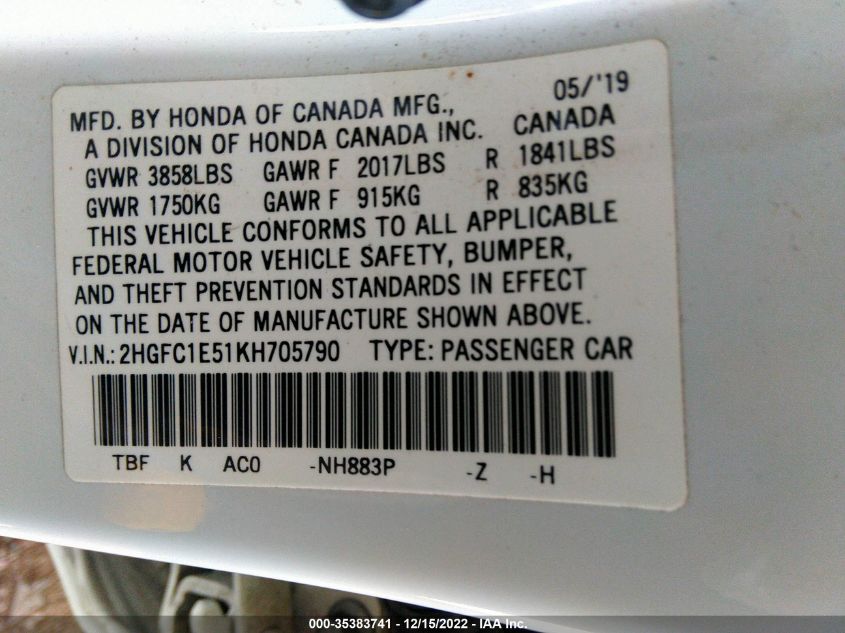 05/'19
MFD. BY HONDA OF CANADA MFG.,
A DIVISION OF HONDA CANADA INC. CANADA
GVWR 3858LBS GAWR F 2017LBS R 1841LBS
GVWR 1750KG GAWR F 915KG R 835KG
THIS VEHICLE CONFORMS TO ALL APPLICABLE
FEDERAL MOTOR VEHICLE SAFETY, BUMPER,
AND THEFT PREVENTION STANDARDS IN EFFECT
ON THE DATE OF MANUFACTURE SHOWN ABOVE.
V.I.N.: 2HGFC1E51KH705790 TYPE: PASSENGER CAR
TBF K AC0 -NH883P -Z -H
000-35383741 - 12/15/2022 - IAA Inc.